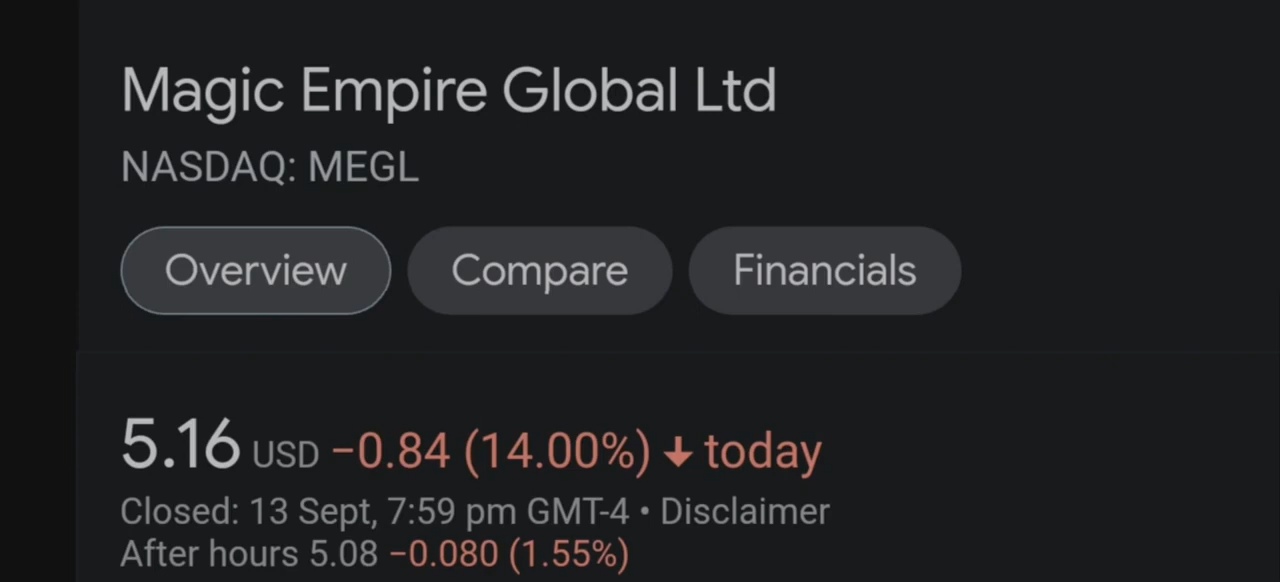 Magic Empire Global Ltd
NASDAQ: MEGL
Overview Compare Financials
5.16 USD −0.84 (14.00%) ↓ today
Closed: 13 Sept, 7:59 pm GMT-4 • Disclaimer
After hours 5.08 −0.080 (1.55%)